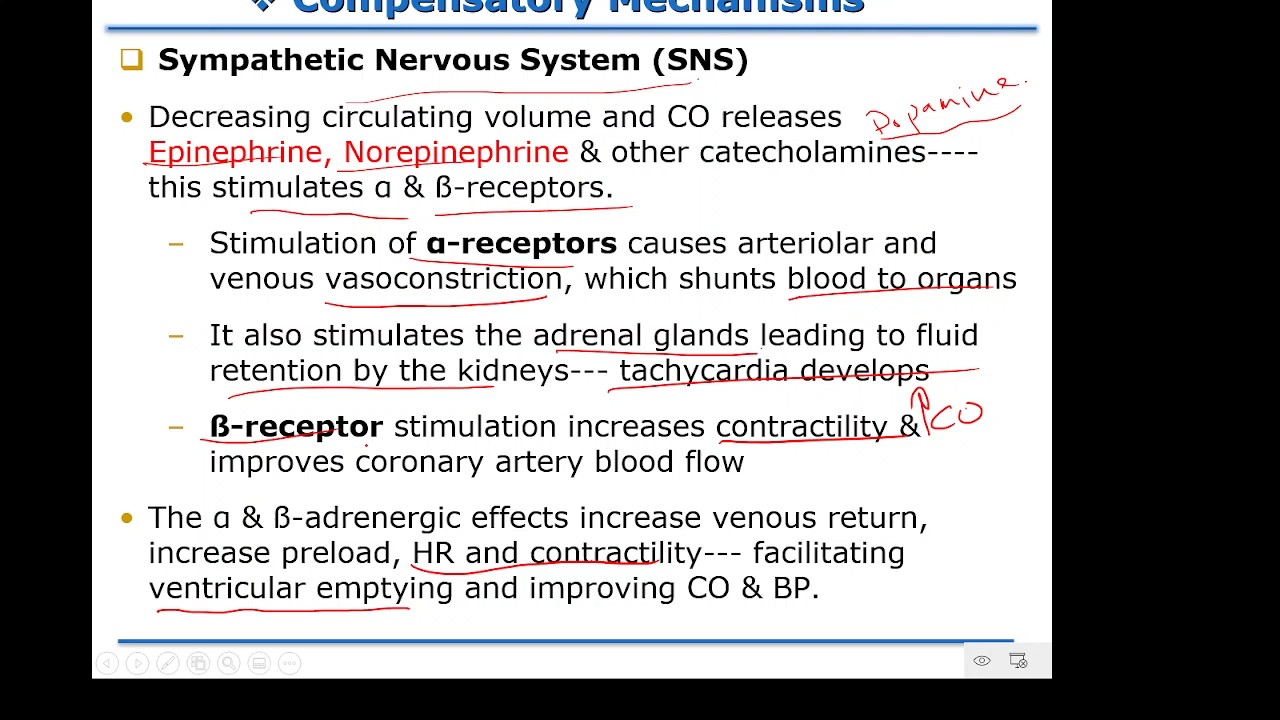 ❖ Compensatory Mechanisms
❑ Sympathetic Nervous System (SNS)
• Decreasing circulating volume and CO releases
Dopamine.
Epinephrine, Norepinephrine & other catecholamines----
this stimulates ɑ & ß-receptors.
– Stimulation of ɑ-receptors causes arteriolar and
venous vasoconstriction, which shunts blood to organs
– It also stimulates the adrenal glands leading to fluid
retention by the kidneys--- tachycardia develops
– ß-receptor stimulation increases contractility & ↑CO
improves coronary artery blood flow
• The ɑ & ß-adrenergic effects increase venous return,
increase preload, HR and contractility--- facilitating
ventricular emptying and improving CO & BP.